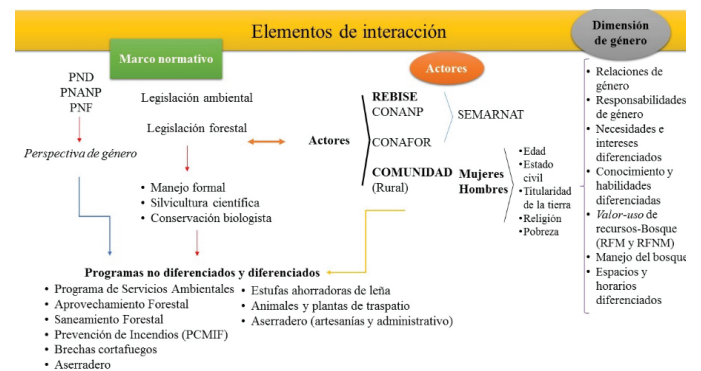 Elementos de interacción
Dimensión
de género
Marco normativo
Actores
PND
PNANP
PNF
Perspectiva de género
Legislación ambiental
Legislación forestal
• Manejo formal
• Silvicultura científica
• Conservación biologista
Actores
REBISE
CONANP
CONAFOR
COMUNIDAD
(Rural)
SEMARNAT
Mujeres
Hombres
•Edad
•Estado
civil
•Titularidad
de la tierra
•Religión
•Pobreza
• Relaciones de
género
• Responsabilidades
de género
• Necesidades e
intereses
diferenciados
• Conocimiento y
habilidades
diferenciadas
• Valor-uso de
recursos-Bosque
(RFM y RFNM)
• Manejo del bosque
• Espacios y
horarios
diferenciados
Programas no diferenciados y diferenciados
• Programa de Servicios Ambientales
• Aprovechamiento Forestal
• Saneamiento Forestal
• Prevención de Incendios (PCMIF)
• Brechas cortafuegos
• Aserradero
• Estufas ahorradoras de leña
• Animales y plantas de traspatio
• Aserradero (artesanías y administrativo)